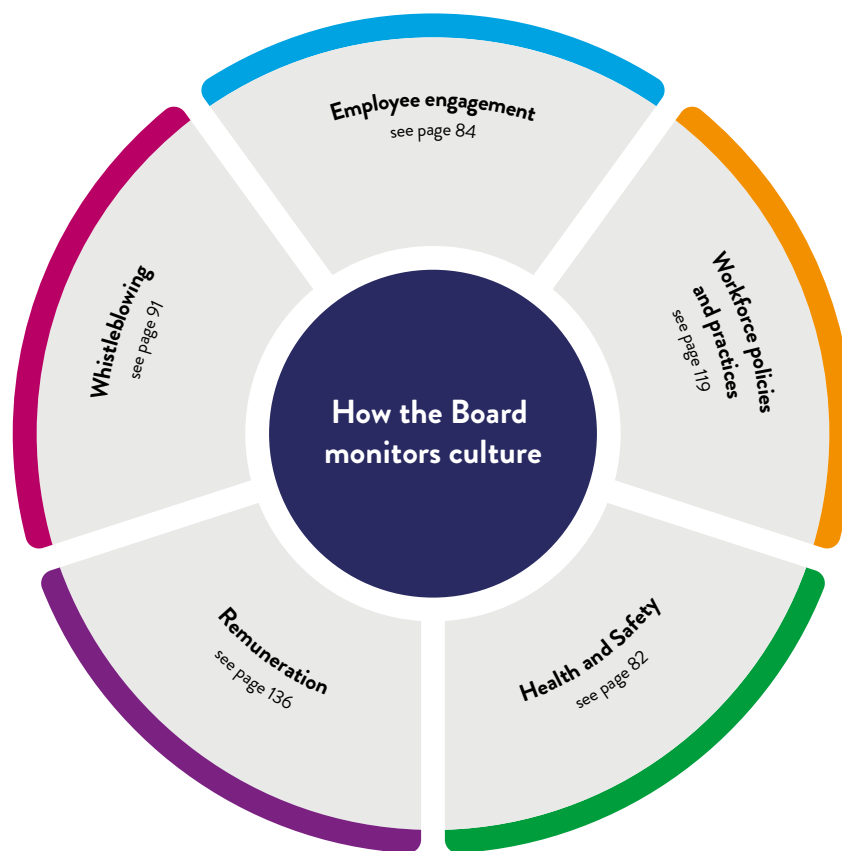 Employee engagement
see page 84
Workforce policies
and practices
see page 119
Health and Safety
see page 82
Remuneration
see page 136
Whistleblowing
see page 91
How the Board
monitors culture